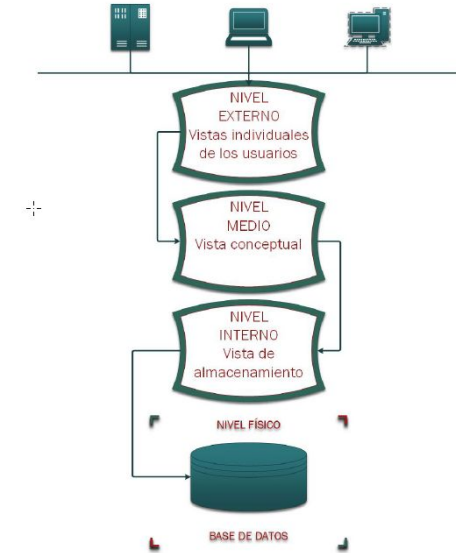 NIVEL
EXTERNO
Vistas individuales
de los usuarios
NIVEL
MEDIO
Vista conceptual
NIVEL
INTERNO
Vista de
almacenamiento
NIVEL FÍSICO
BASE DE DATOS